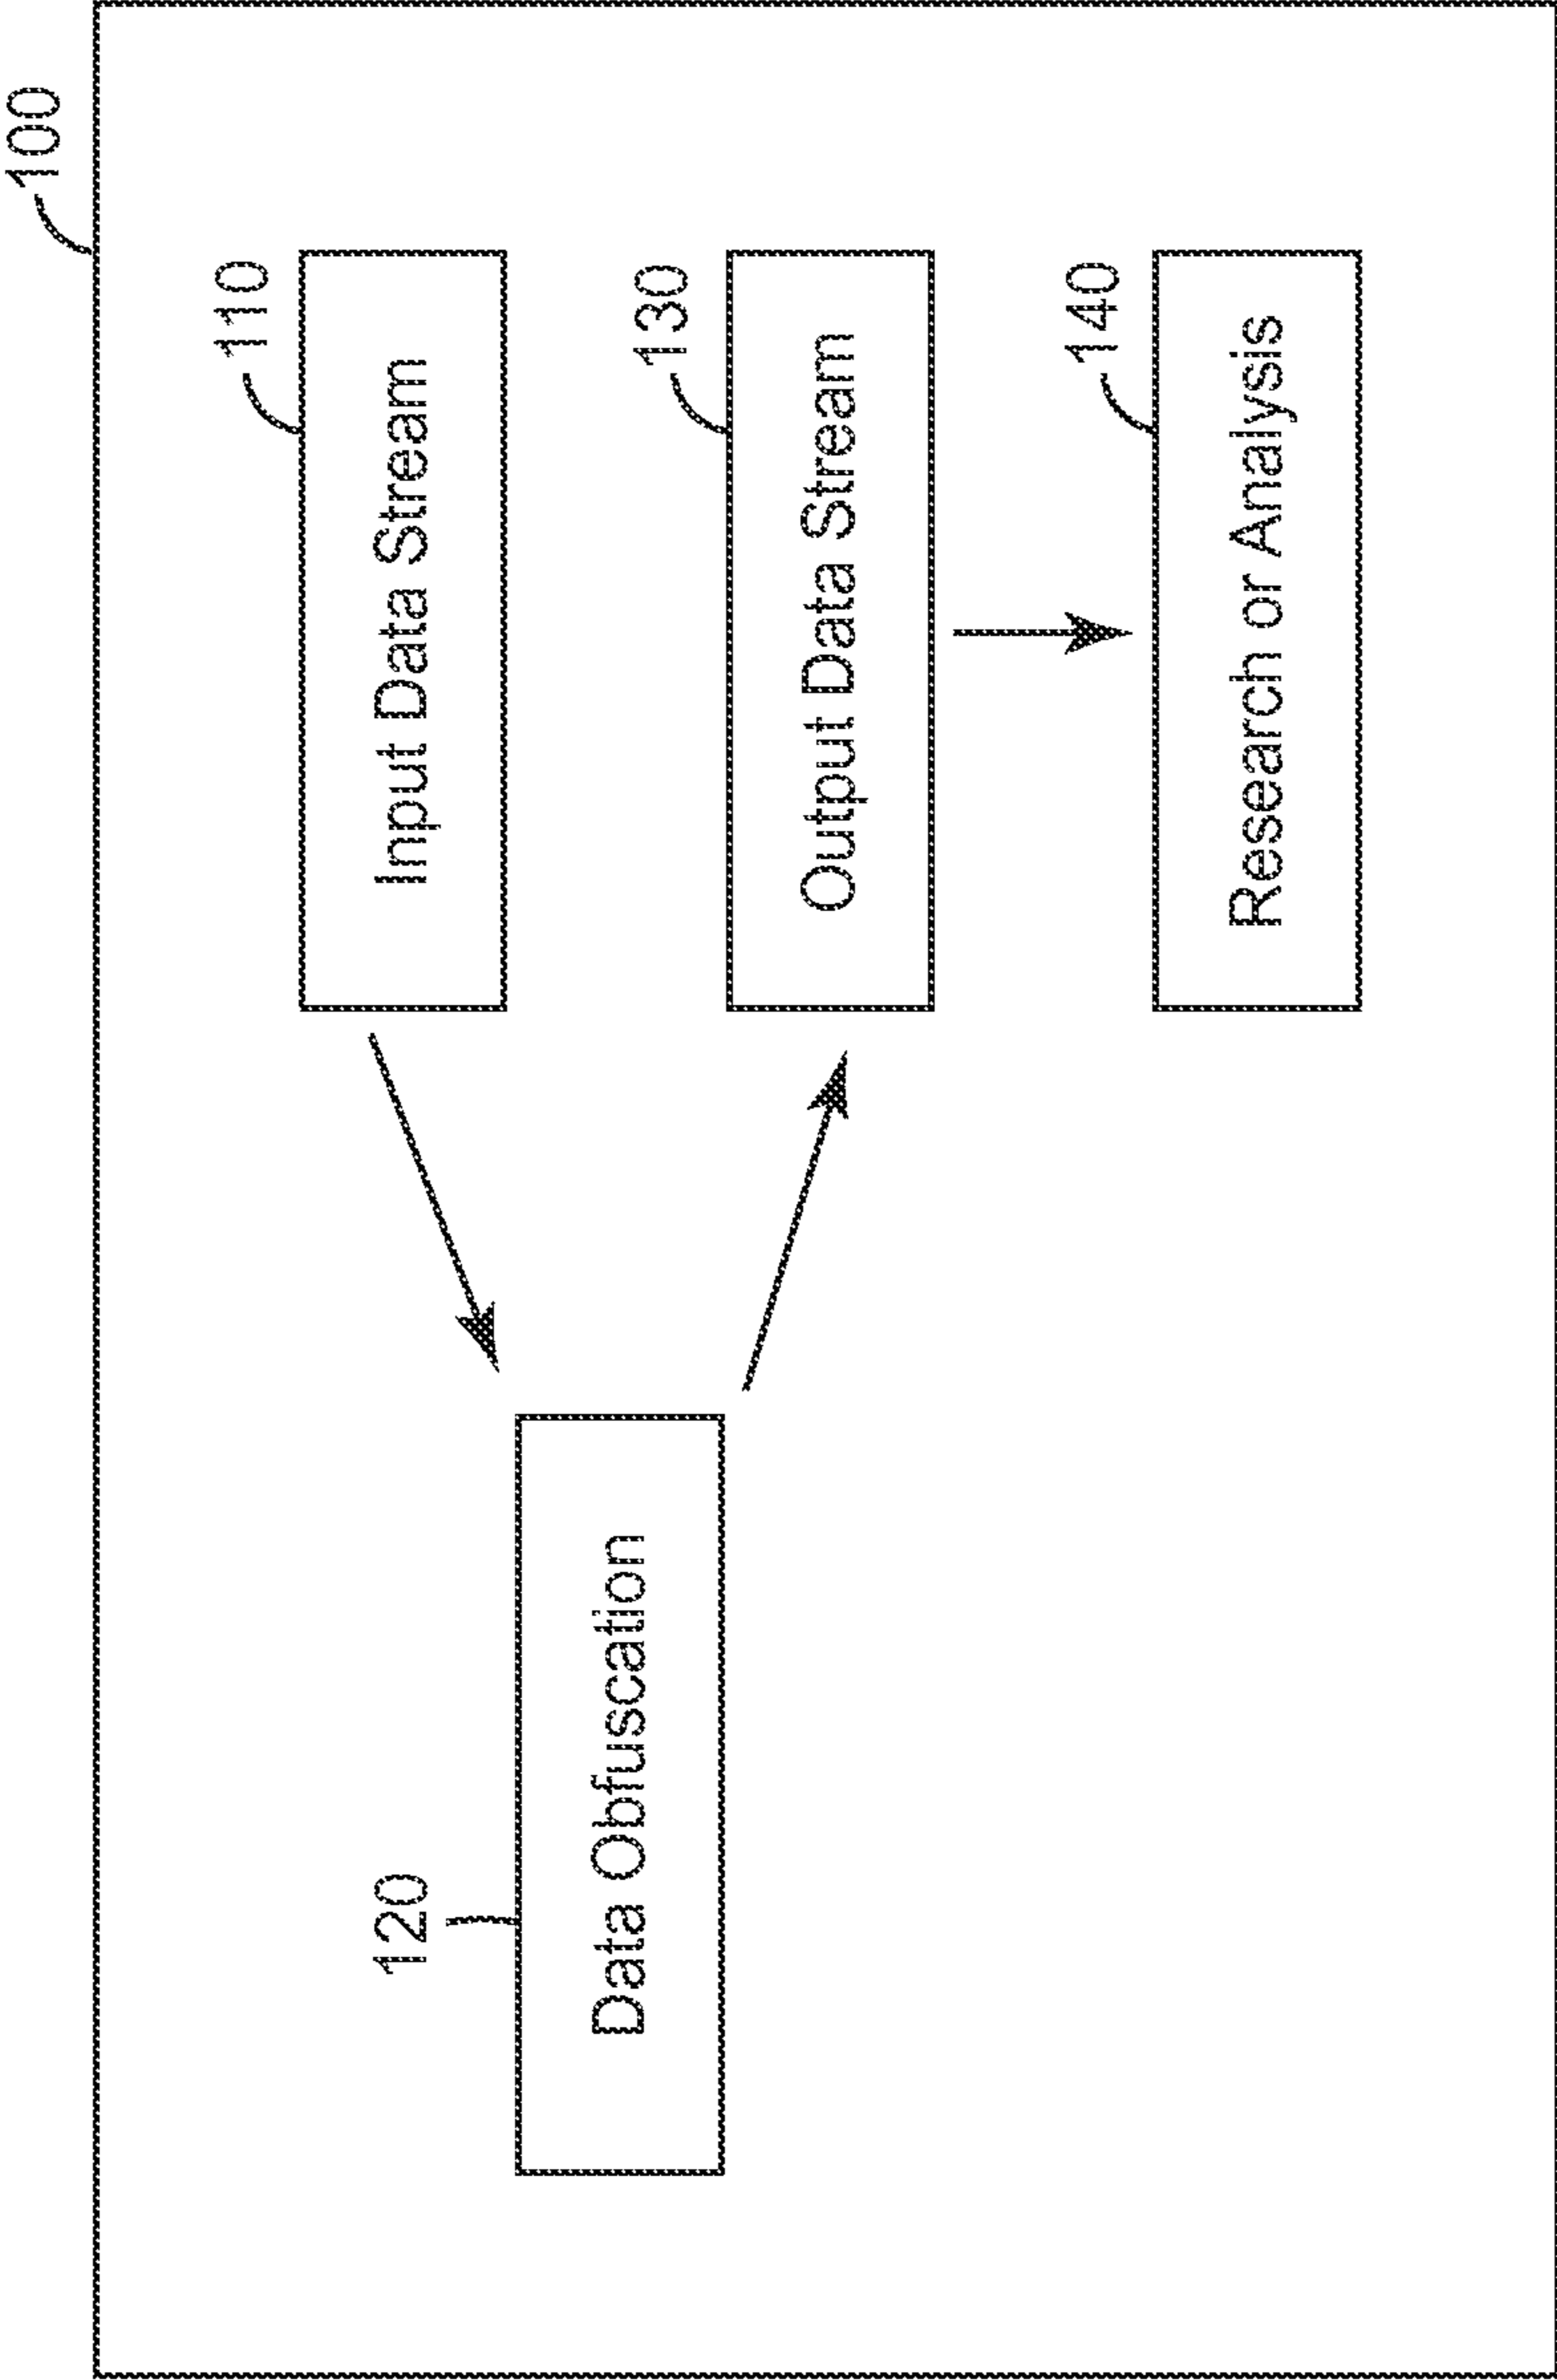 100
110
Input Data Stream
120
Data Obfuscation
130
Output Data Stream
140
Research or Analysis